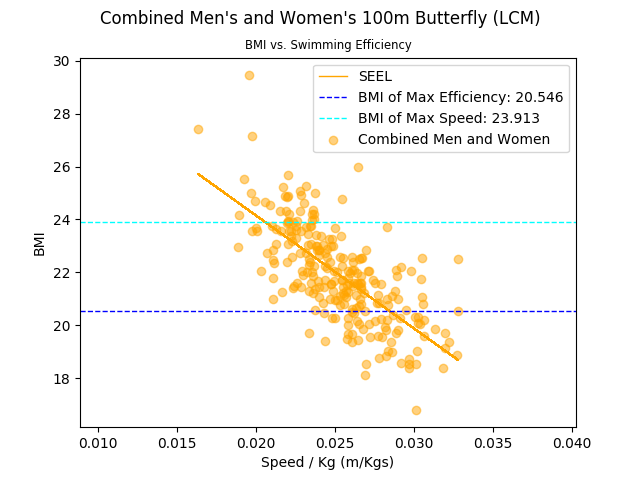 Combined Men's and Women's 100m Butterfly (LCM)
BMI vs. Swimming Efficiency
SEEL
BMI of Max Efficiency: 20.546
BMI of Max Speed: 23.913
Combined Men and Women
BMI
30
28
26
24
22
20
18
0.010 0.015 0.020 0.025 0.030 0.035 0.040
Speed / Kg (m/Kgs)